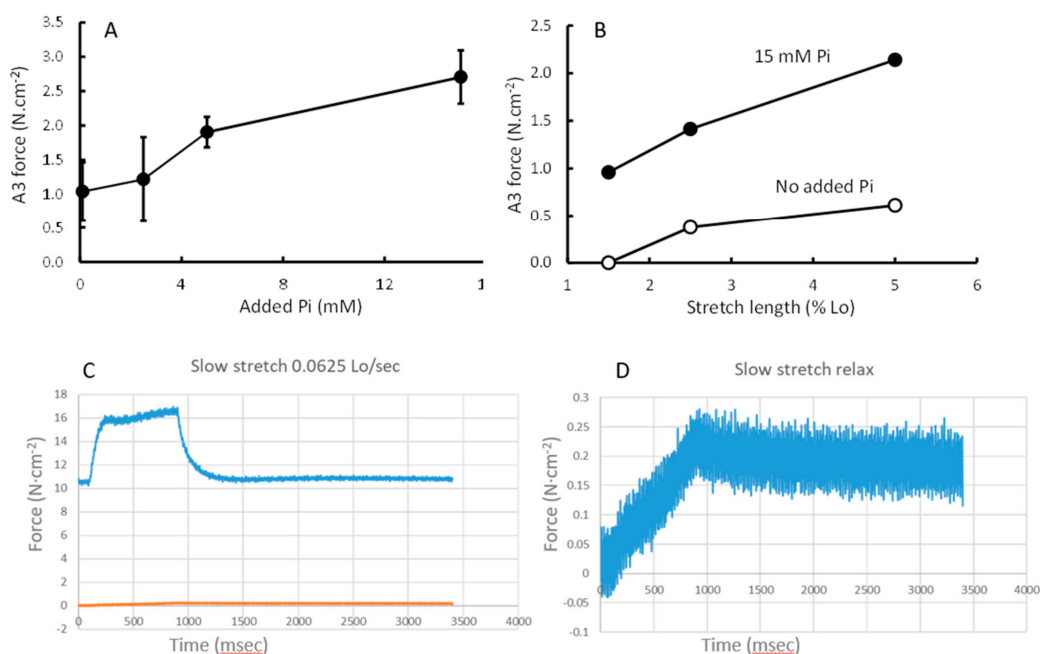 A
3.5
3.0
2.5
2.0
1.5
1.0
0.5
0.0
A3 force (N.cm-2)
0 4 8 12 1
Added Pi (mM)
B
2.5
2.0
1.5
1.0
0.5
0.0
A3 force (N.cm-2)
15 mM Pi
No added Pi
1 2 3 4 5 6
Stretch length (% Lo)
C
Slow stretch 0.0625 Lo/sec
18
16
14
12
10
8
6
4
2
0
-2
Force (N·cm-2)
0 500 1000 1500 2000 2500 3000 3500 4000
Time (msec)
D
Slow stretch relax
0.3
0.25
0.2
0.15
0.1
0.05
0
-0.05
-0.1
Force (N·cm-2)
0 500 1000 1500 2000 2500 3000 3500 4000
Time (msec)